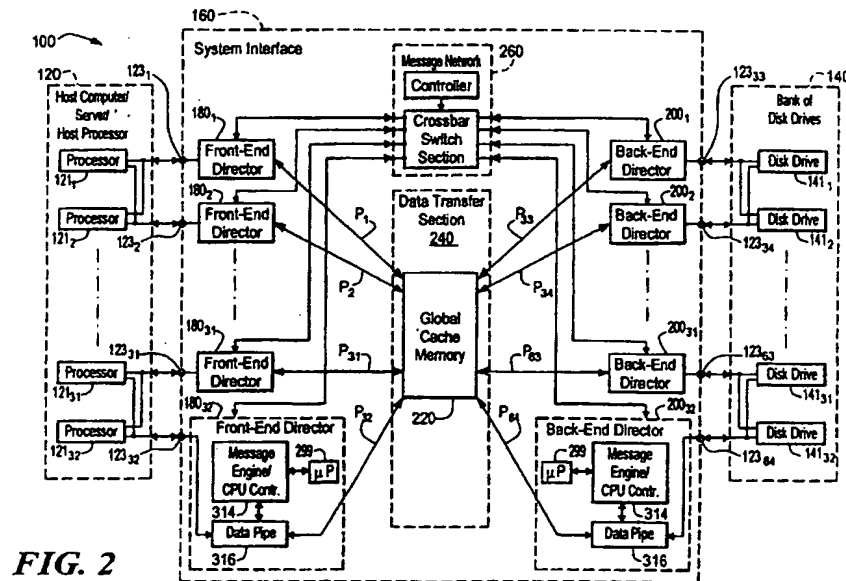 160
100
System Interface
260
120
123₁
Message Network
Controller
123₃₃
140
Host Computer/
Server/
Host Processor
180₁
Crossbar
Switch
Section
200₁
Bank of
Disk Drives
Processor
121₁
Front-End
Director
Back-End
Director
Disk Drive
141₁
180₂
P₁
Data Transfer
Section
240
P₃₃
200₂
Processor
121₂
123₂
Front-End
Director
Back-End
Director
123₃₄
Disk Drive
141₂
P₂
P₃₄
Global
Cache
Memory
123₃₁
180₃₁
P₃₁
P₆₃
200₃₁
123₆₃
Processor
121₃₁
Front-End
Director
Back-End
Director
Disk Drive
141₃₁
180₃₂
P₃₂
220
P₆₄
200₃₂
Processor
121₃₂
123₃₂
Front-End Director
Message
Engine/
CPU Contr.
299
µP
314
Data Pipe
316
Back-End Director
299
µP
Message
Engine/
CPU Contr.
314
Data Pipe
316
123₆₄
Disk Drive
141₃₂
FIG. 2